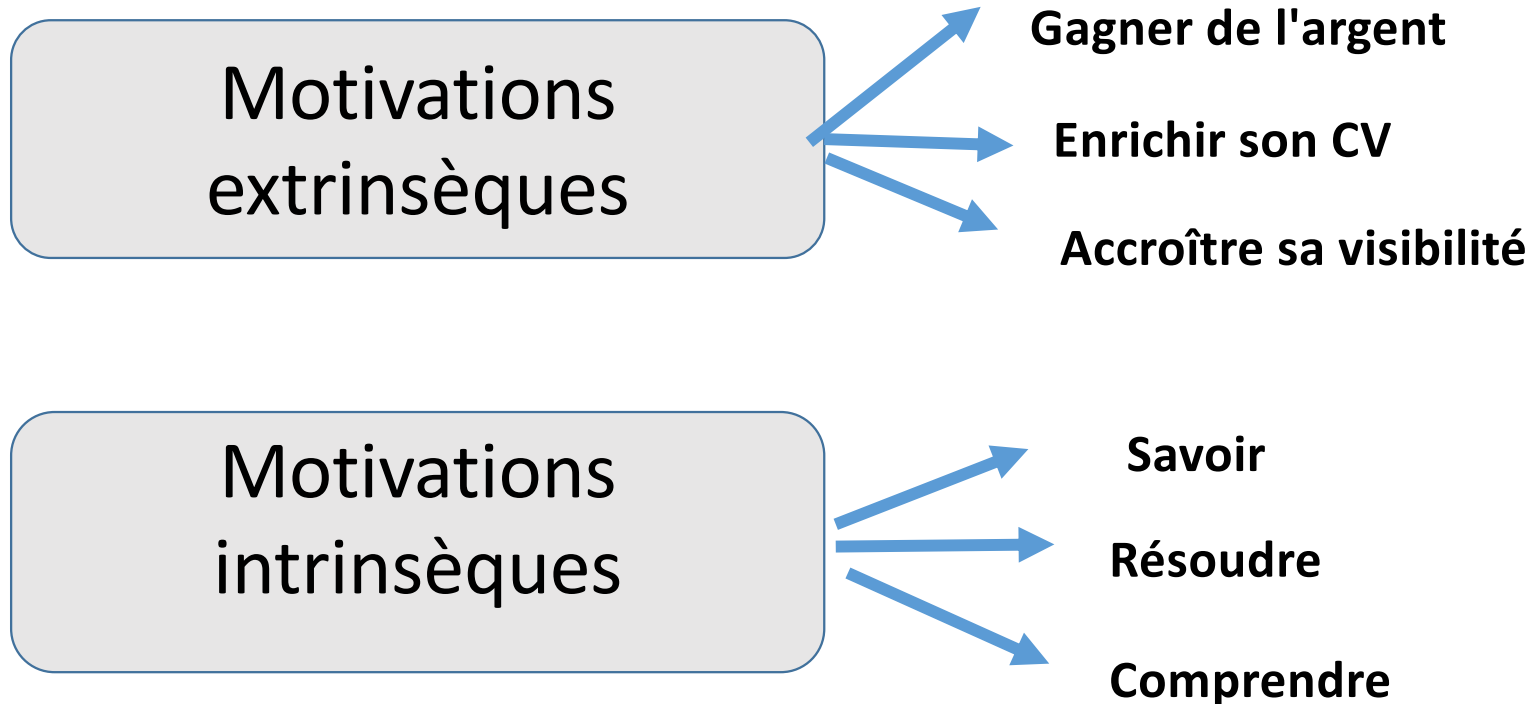 Motivations
extrinsèques
Gagner de l'argent
Enrichir son CV
Accroître sa visibilité
Motivations
intrinsèques
Savoir
Résoudre
Comprendre